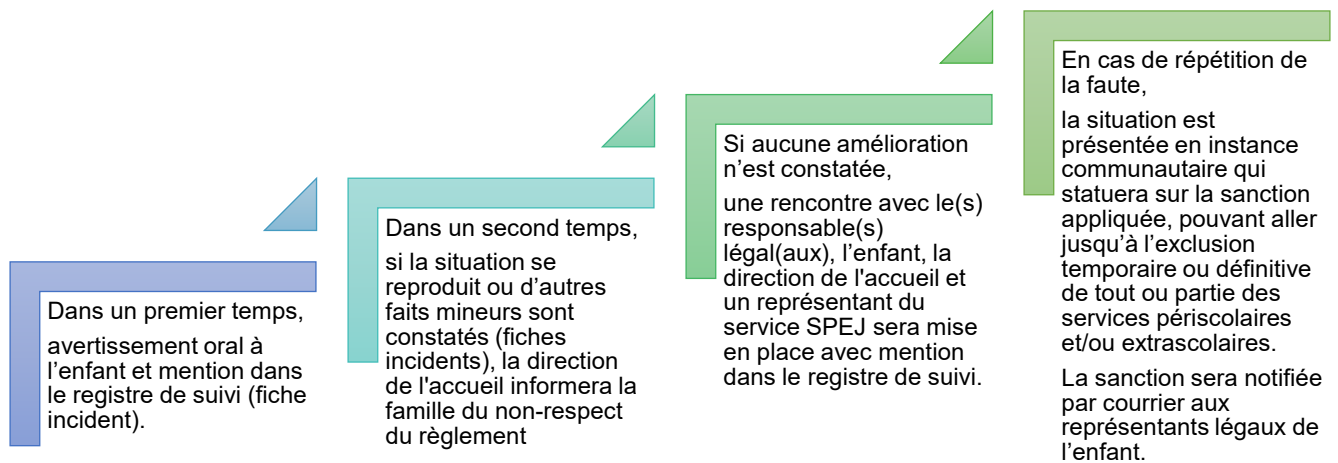 Dans un premier temps,
avertissement oral à
l’enfant et mention dans
le registre de suivi (fiche
incident).
Dans un second temps,
si la situation se
reproduit ou d’autres
faits mineurs sont
constatés (fiches
incidents), la direction
de l'accueil informera la
famille du non-respect
du règlement
Si aucune amélioration
n’est constatée,
une rencontre avec le(s)
responsable(s)
légal(aux), l’enfant, la
direction de l'accueil et
un représentant du
service SPEJ sera mise
en place avec mention
dans le registre de suivi.
En cas de répétition de
la faute,
la situation est
présentée en instance
communautaire qui
statuera sur la sanction
appliquée, pouvant aller
jusqu’à l’exclusion
temporaire ou définitive
de tout ou partie des
services périscolaires
et/ou extrascolaires.
La sanction sera notifiée
par courrier aux
représentants légaux de
l’enfant.